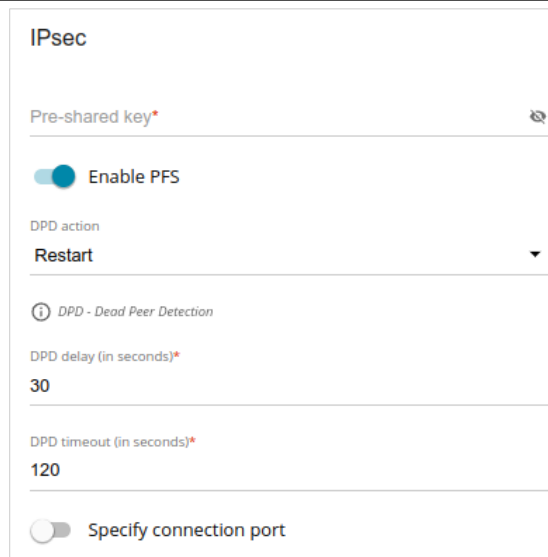 IPsec
Pre-shared key*
Enable PFS
DPD action
Restart
DPD - Dead Peer Detection
DPD delay (in seconds)*
30
DPD timeout (in seconds)*
120
Specify connection port